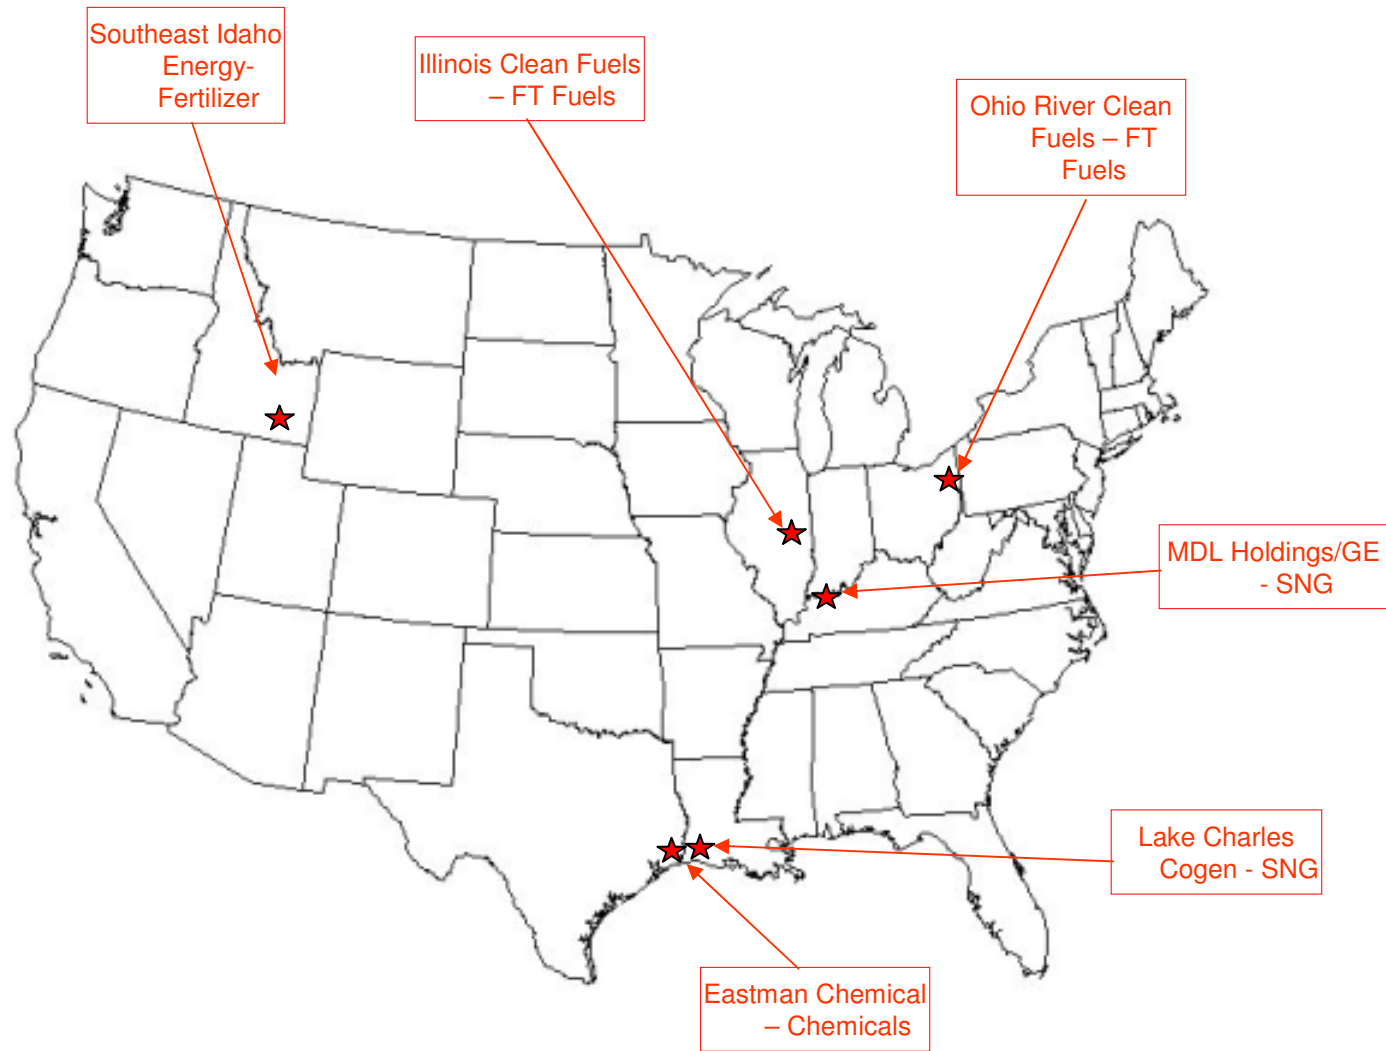 Southeast Idaho
Energy-
Fertilizer
Illinois Clean Fuels
– FT Fuels
Ohio River Clean
Fuels – FT
Fuels
MDL Holdings/GE
- SNG
Lake Charles
Cogen - SNG
Eastman Chemical
– Chemicals